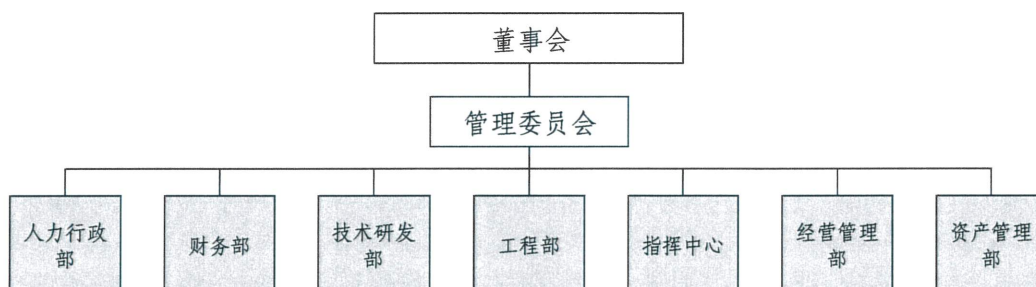 董事会
管理委员会
人力行政
部
财务部
技术研发
部
工程部
指挥中心
经营管理
部
资产管理
部